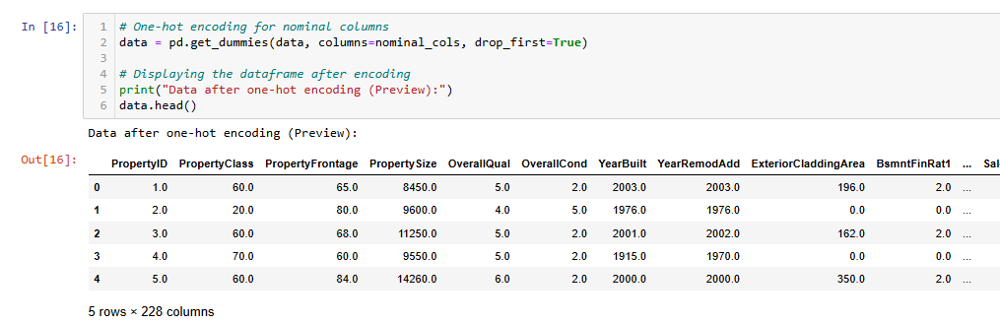 In [16]:
1 # One-hot encoding for nominal columns
2 data = pd.get_dummies(data, columns=nominal_cols, drop_first=True)
3
4 # Displaying the dataframe after encoding
5 print("Data after one-hot encoding (Preview):")
6 data.head()
Data after one-hot encoding (Preview):
Out[16]:
PropertyID PropertyClass PropertyFrontage PropertySize OverallQual OverallCond YearBuilt YearRemodAdd ExteriorCladdingArea BsmntFinRat1 ... Sal
0 1.0 60.0 65.0 8450.0 5.0 2.0 2003.0 2003.0 196.0 2.0 ...
1 2.0 20.0 80.0 9600.0 4.0 5.0 1976.0 1976.0 0.0 0.0 ...
2 3.0 60.0 68.0 11250.0 5.0 2.0 2001.0 2002.0 162.0 2.0 ...
3 4.0 70.0 60.0 9550.0 5.0 2.0 1915.0 1970.0 0.0 0.0 ...
4 5.0 60.0 84.0 14260.0 6.0 2.0 2000.0 2000.0 350.0 2.0 ...
5 rows × 228 columns